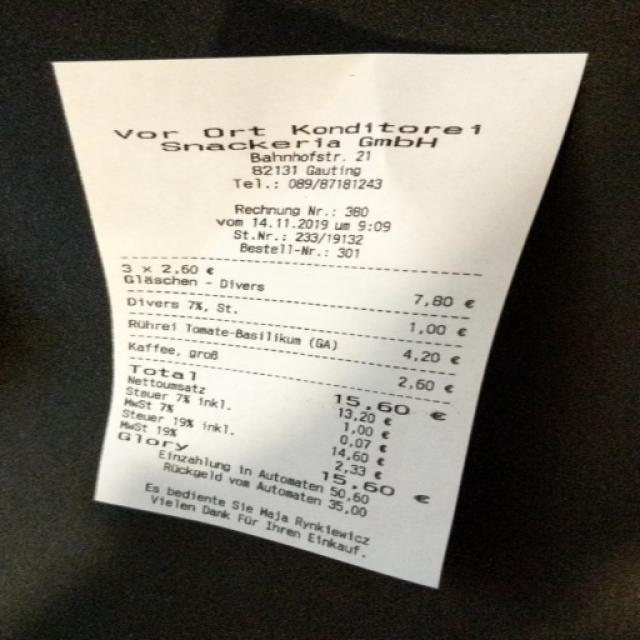 Vor Ort Konditorei
Snackeria GmbH
Bahnhofstr. 21
82131 Gauting
Tel.: 089/87181243
Rechnung Nr.: 380
vom 14.11.2019 um 9:09
St.Nr.: 233/19132
Bestell-Nr.: 301
3 x 2,60 €
Gläschen - Divers 7,80 €
Divers 7%, St. 1,00 €
Rührei Tomate-Basilikum (GA) 4,20 €
Kaffee, groß 2,60 €
Total 15,60 €
Nettoumsatz 13,20 €
Steuer 7% inkl. 1,00 €
MwSt 7% 0,07 €
Steuer 19% inkl. 14,60 €
MwSt 19% 2,33 €
Glory 15,60 €
Einzahlung in Automaten 50,60
Rückgeld vom Automaten 35,00
Es bediente Sie Maja Rynkiewicz
Vielen Dank Für Ihren Einkauf.